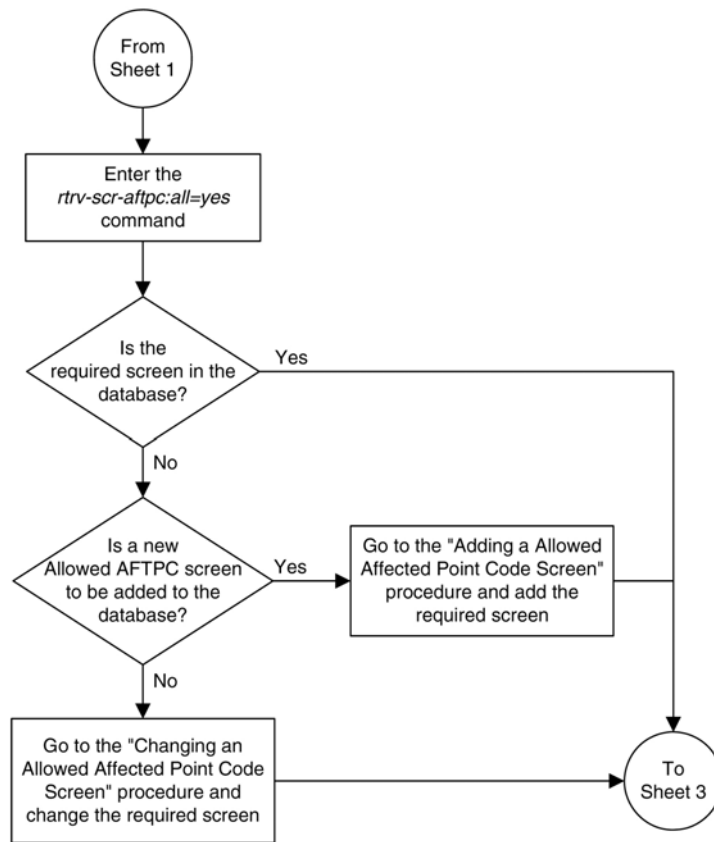 From
Sheet 1
Enter the
rtrv-scr-aftpc:all=yes
command
Is the
required screen in the
database?
Yes
No
Is a new
Allowed AFTPC screen
to be added to the
database?
Yes
Go to the "Adding a Allowed
Affected Point Code Screen"
procedure and add the
required screen
No
Go to the "Changing an
Allowed Affected Point Code
Screen" procedure and
change the required screen
To
Sheet 3